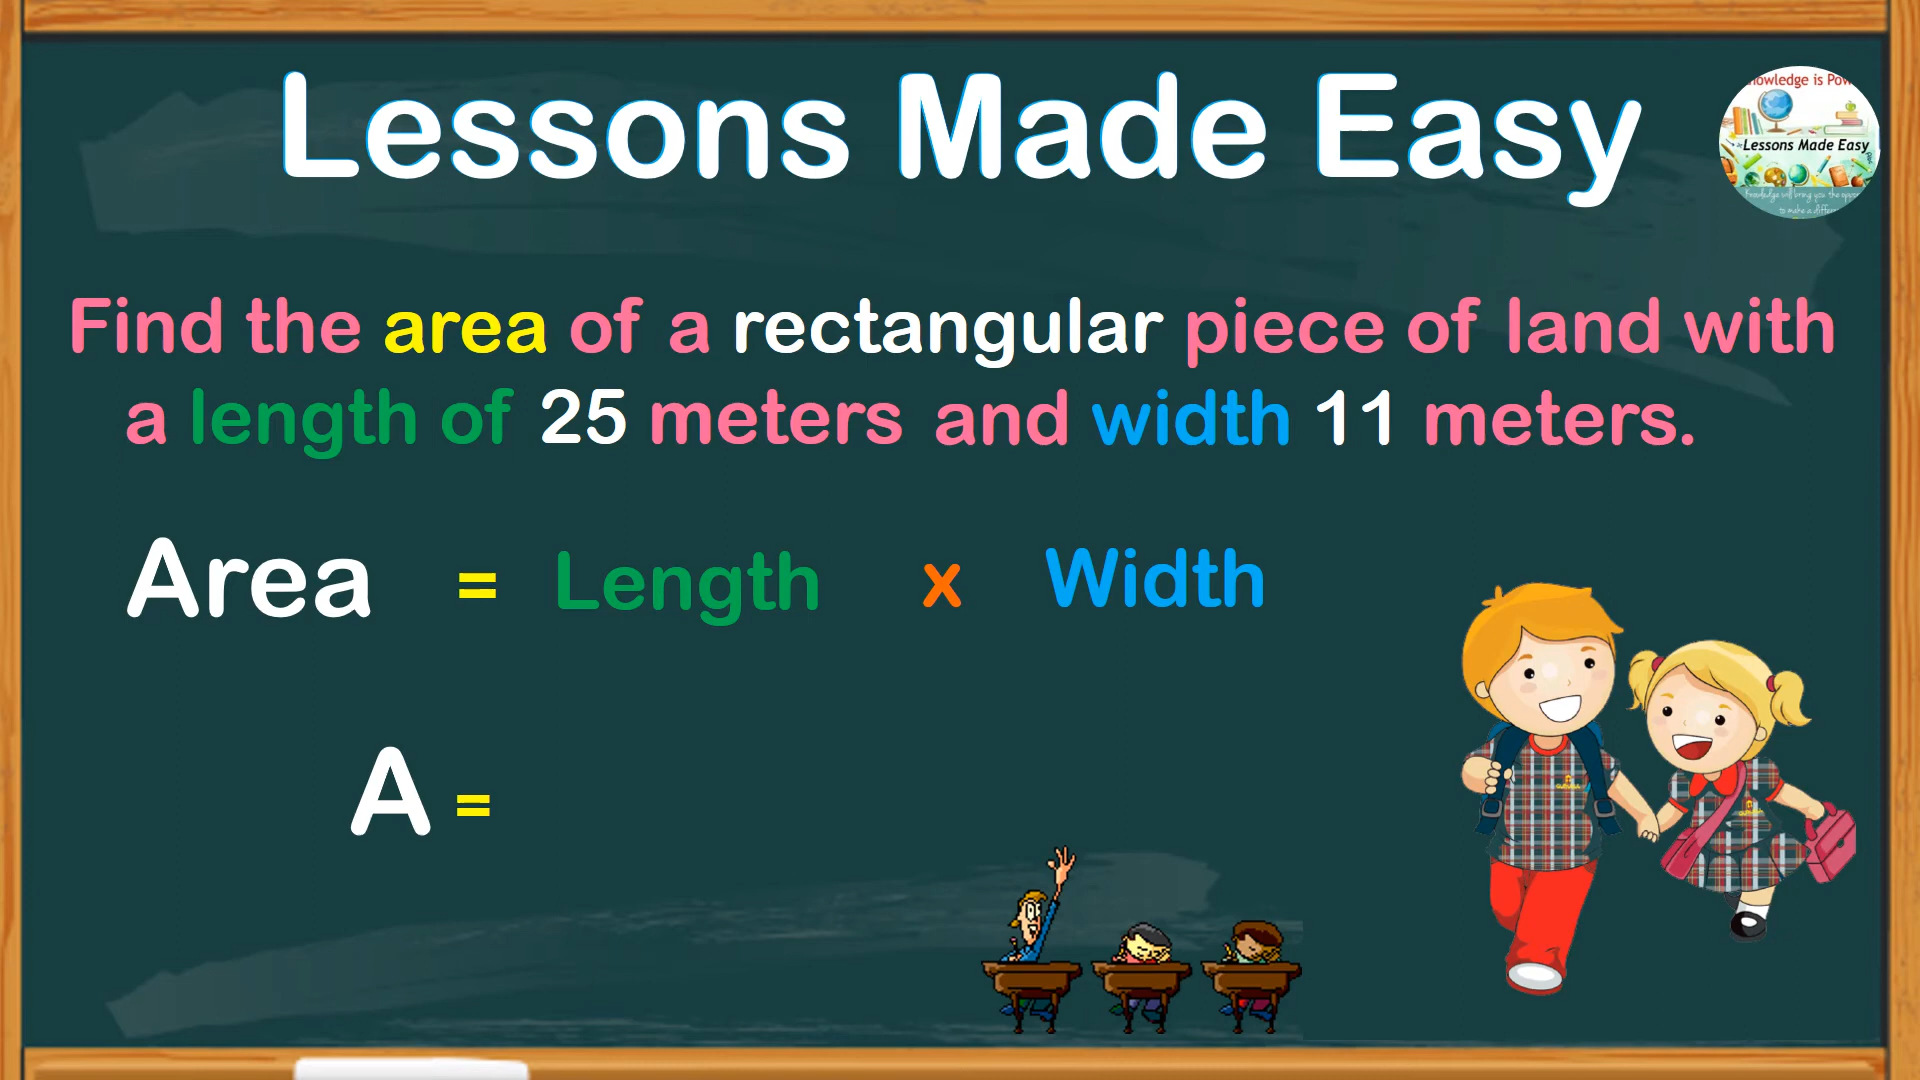 Lessons Made Easy
Lessons Made Easy
Find the area of a rectangular piece of land with
a length of 25 meters and width 11 meters.
Area = Length x Width
A =